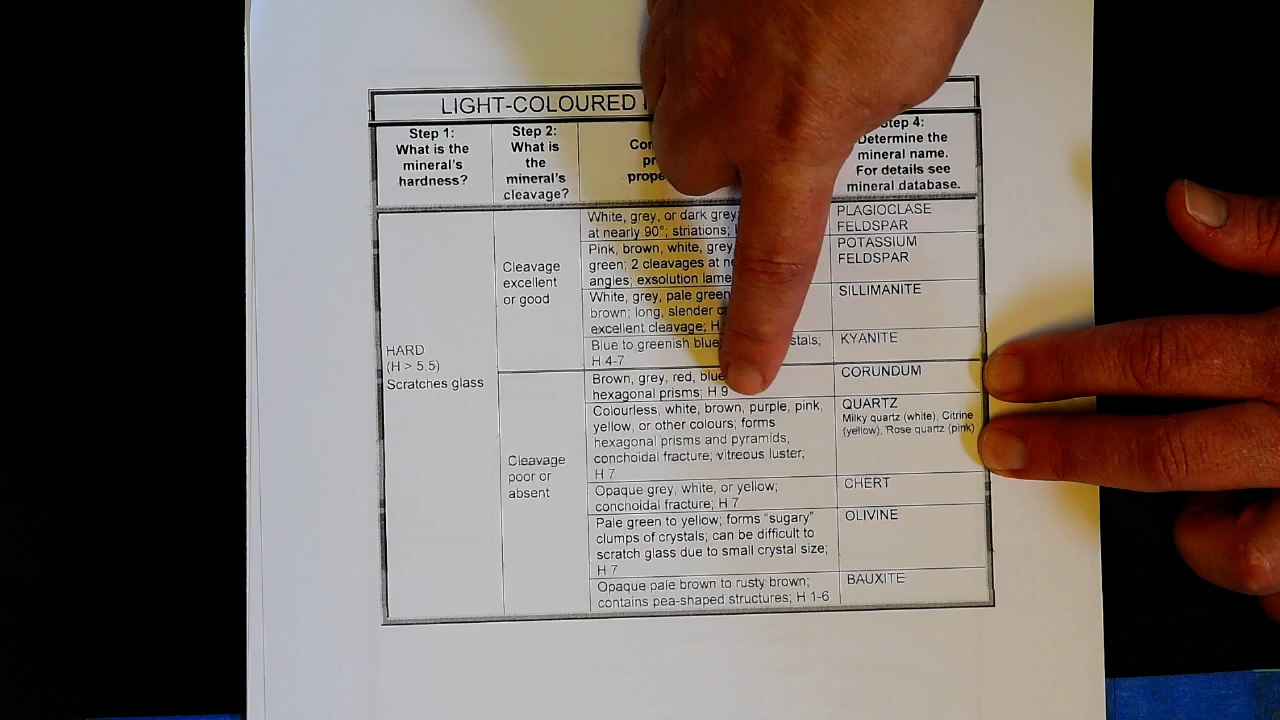 LIGHT-COLOURED
Step 1:
What is the
mineral's
hardness?
Step 2:
What is
the
mineral's
cleavage?
Step 4:
Determine the
mineral name.
For details see
mineral database.
HARD
(H > 5.5)
Scratches glass
Cleavage
excellent
or good
White, grey, or dark grey;
at nearly 90°; striations;
PLAGIOCLASE
FELDSPAR
Pink, brown, white, grey
green; 2 cleavages at
angles; exsolution
POTASSIUM
FELDSPAR
White, grey, pale green
brown; long, slender
excellent cleavage; H
SILLIMANITE
Blue to greenish
H 4-7
KYANITE
Cleavage
poor or
absent
Brown, grey, red,
hexagonal prisms; H 9
CORUNDUM
Colourless, white, brown, purple, pink,
yellow, or other colours; forms
hexagonal prisms and pyramids,
conchoidal fracture; vitreous luster;
H 7
QUARTZ
Milky quartz (white), Citrine
(yellow), Rose quartz (pink)
Opaque grey, white, or yellow;
conchoidal fracture; H 7
CHERT
Pale green to yellow; forms "sugary"
clumps of crystals; can be difficult to
scratch glass due to small crystal size;
H 7
OLIVINE
Opaque pale brown to rusty brown;
contains pea-shaped structures; H 1-6
BAUXITE